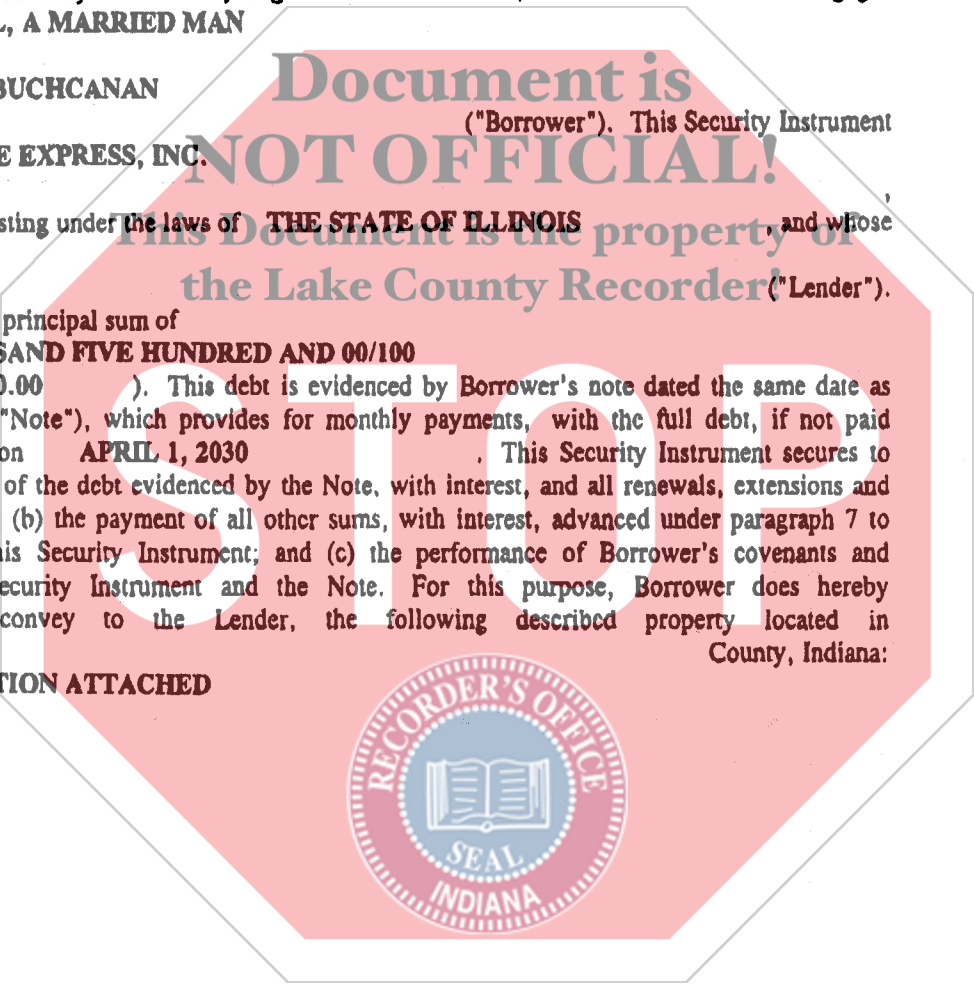 L, A MARRIED MAN
Document is
BUCHCANAN
("Borrower"). This Security Instrument
NOT OFFICIAL!
E EXPRESS, INC.
,
sting under the laws of THE STATE OF ILLINOIS , and whose
This Document is the property of
the Lake County Recorder!
("Lender").
principal sum of
SAND FIVE HUNDRED AND 00/100
0.00 ). This debt is evidenced by Borrower's note dated the same date as
"Note"), which provides for monthly payments, with the full debt, if not paid
on APRIL 1, 2030 . This Security Instrument secures to
of the debt evidenced by the Note, with interest, and all renewals, extensions and
(b) the payment of all other sums, with interest, advanced under paragraph 7 to
is Security Instrument; and (c) the performance of Borrower's covenants and
ecurity Instrument and the Note. For this purpose, Borrower does hereby
convey to the Lender, the following described property located in
County, Indiana:
TION ATTACHED
STOP
RECORDER'S OFFICE
SEAL
INDIANA